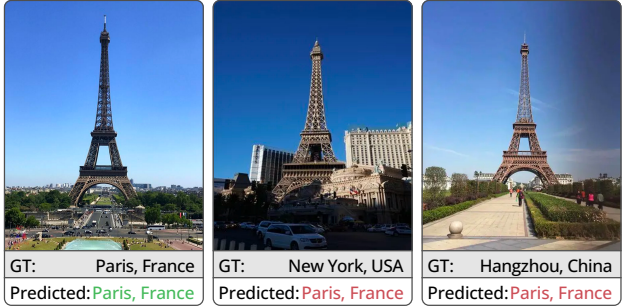 GT: Paris, France
Predicted: Paris, France
GT: New York, USA
Predicted: Paris, France
GT: Hangzhou, China
Predicted: Paris, France